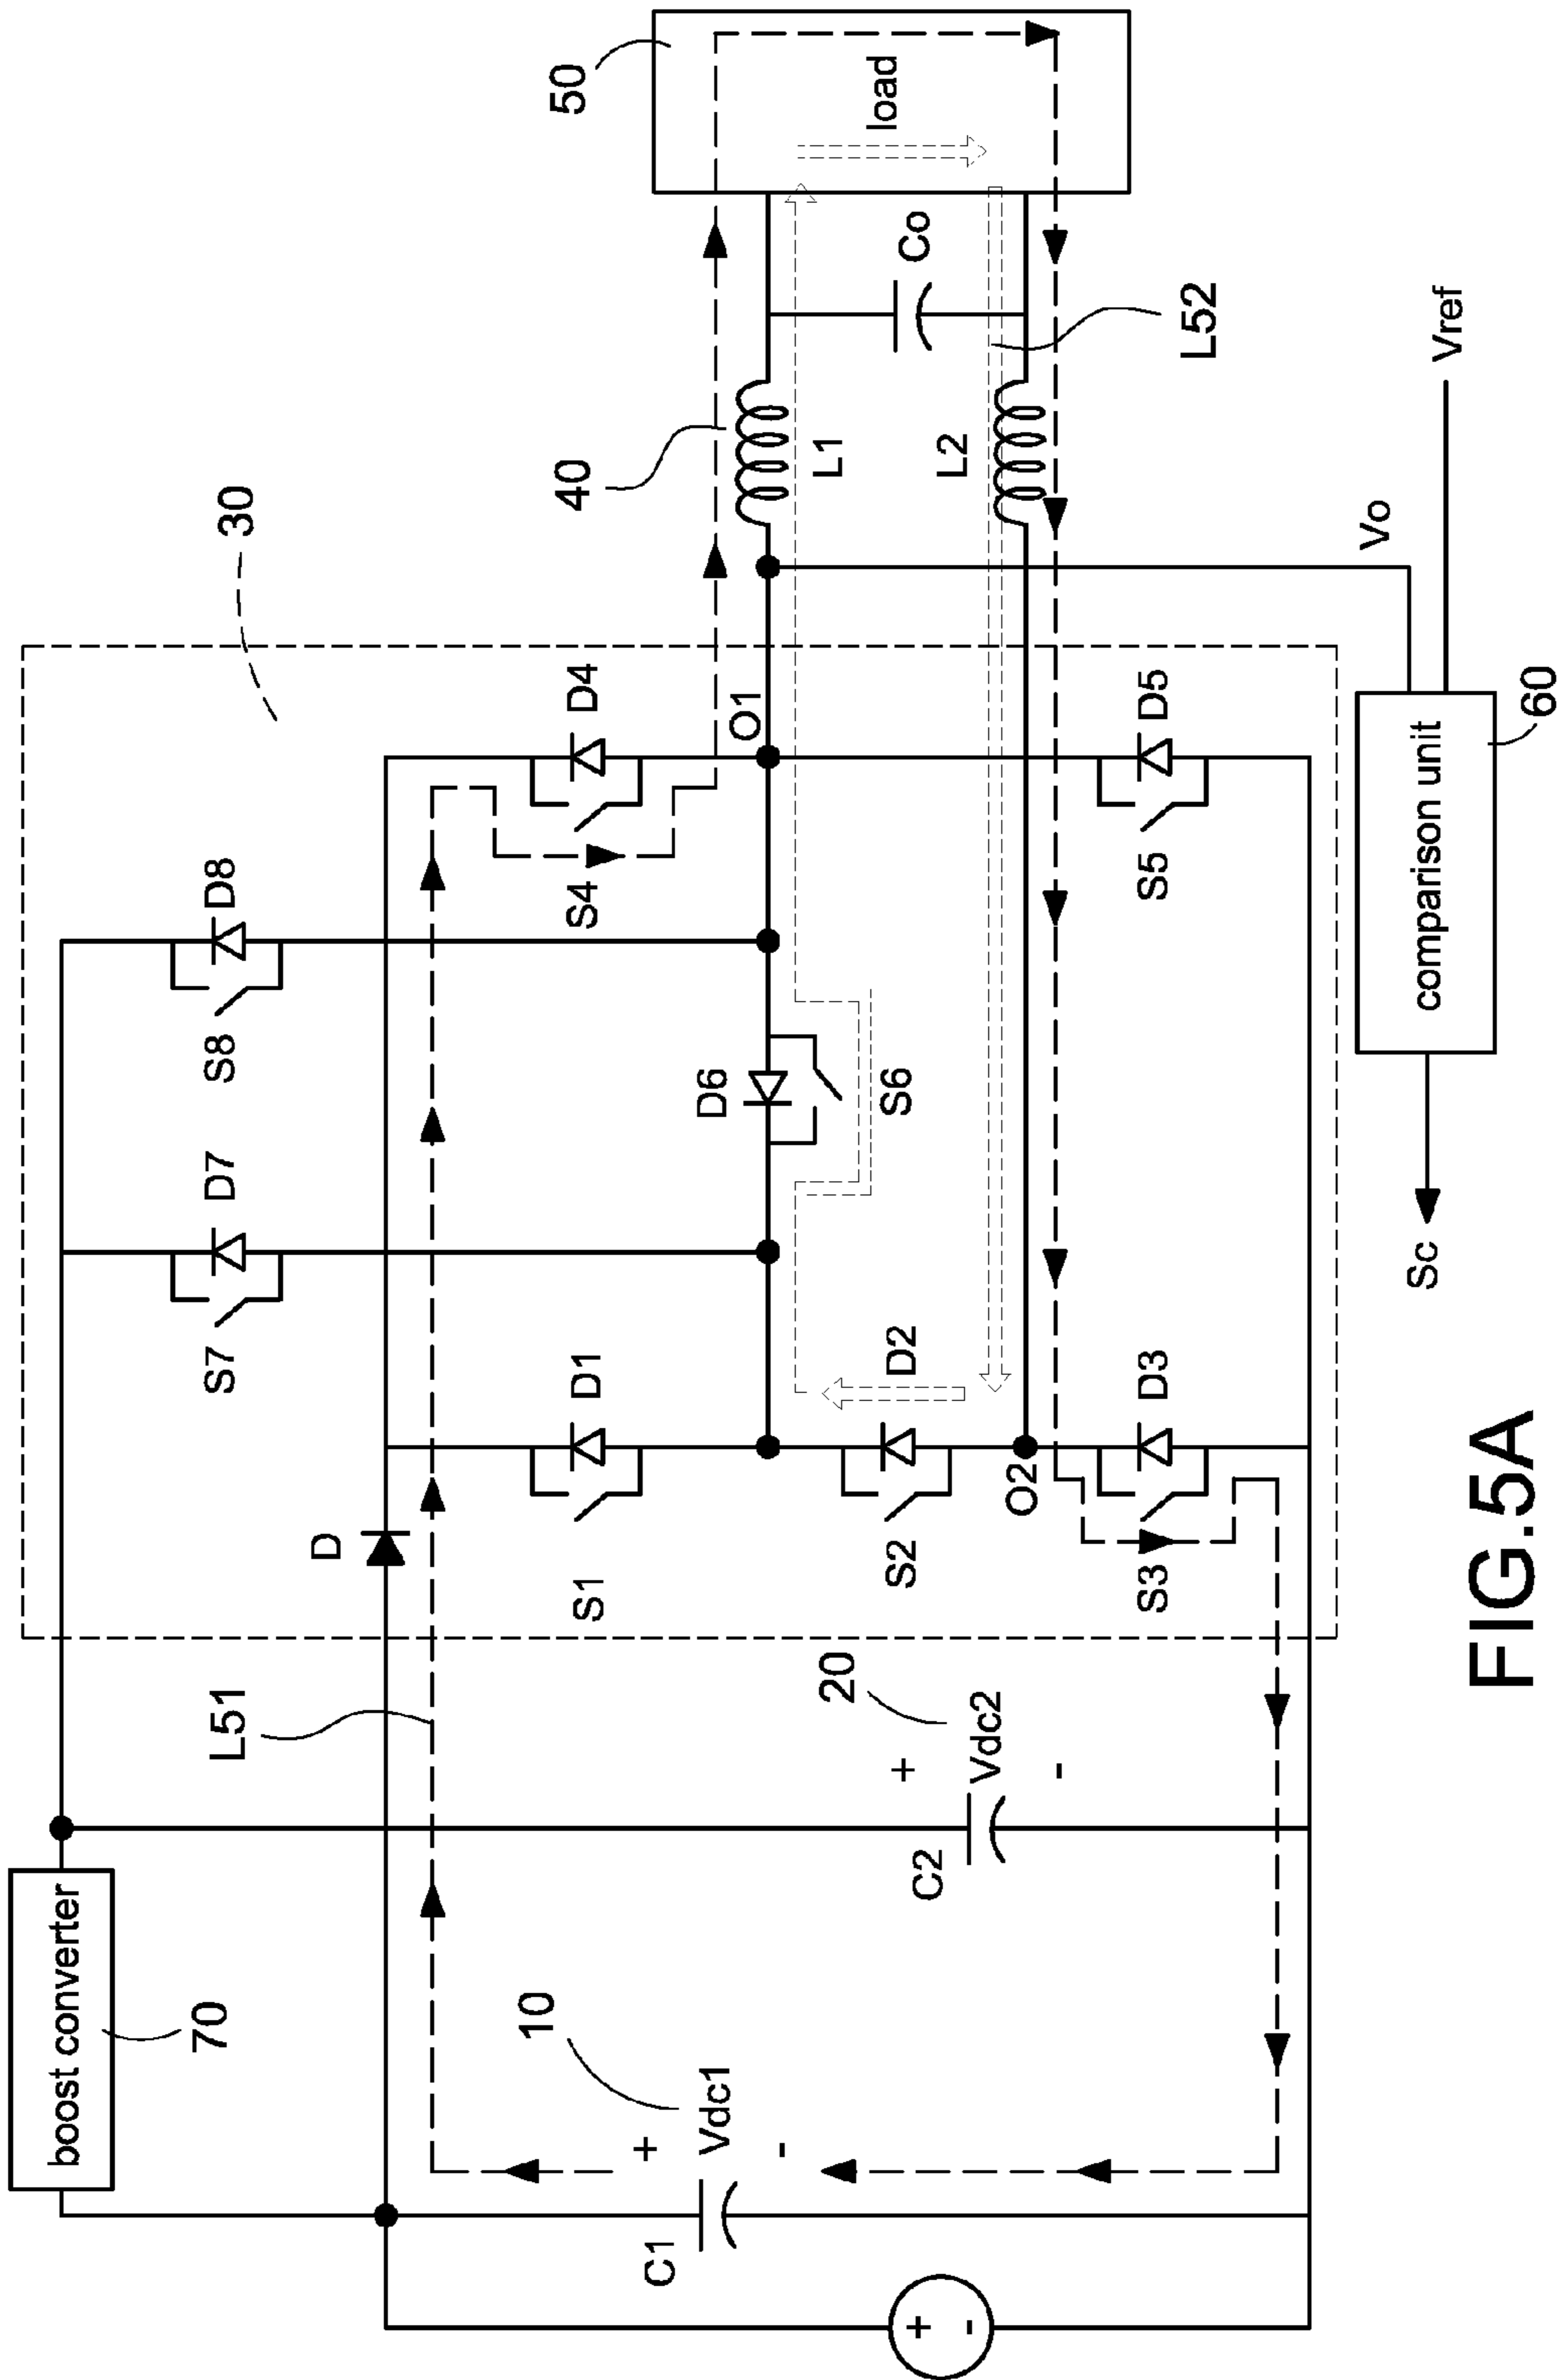 boost converter
70
30
S7
D7
S8
D8
L51
D
50
10
+
C1
Vdc1
-
+
-
20
+
C2
Vdc2
-
S1
D1
S4
D4
D6
S6
O1
40
L1
load
S2
D2
L2
Co
O2
S3
D3
S5
D5
L52
Vo
Vref
comparison unit
60
Sc
FIG.5A